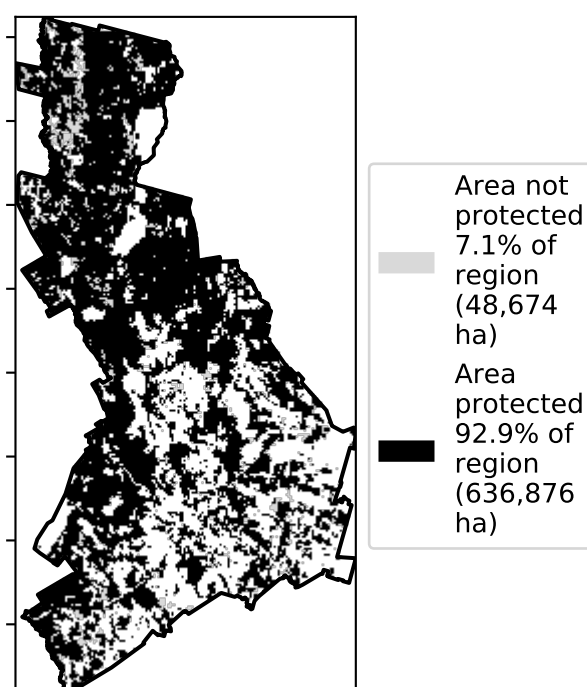 Area not
protected
7.1% of
region
(48,674
ha)
Area
protected
92.9% of
region
(636,876
ha)